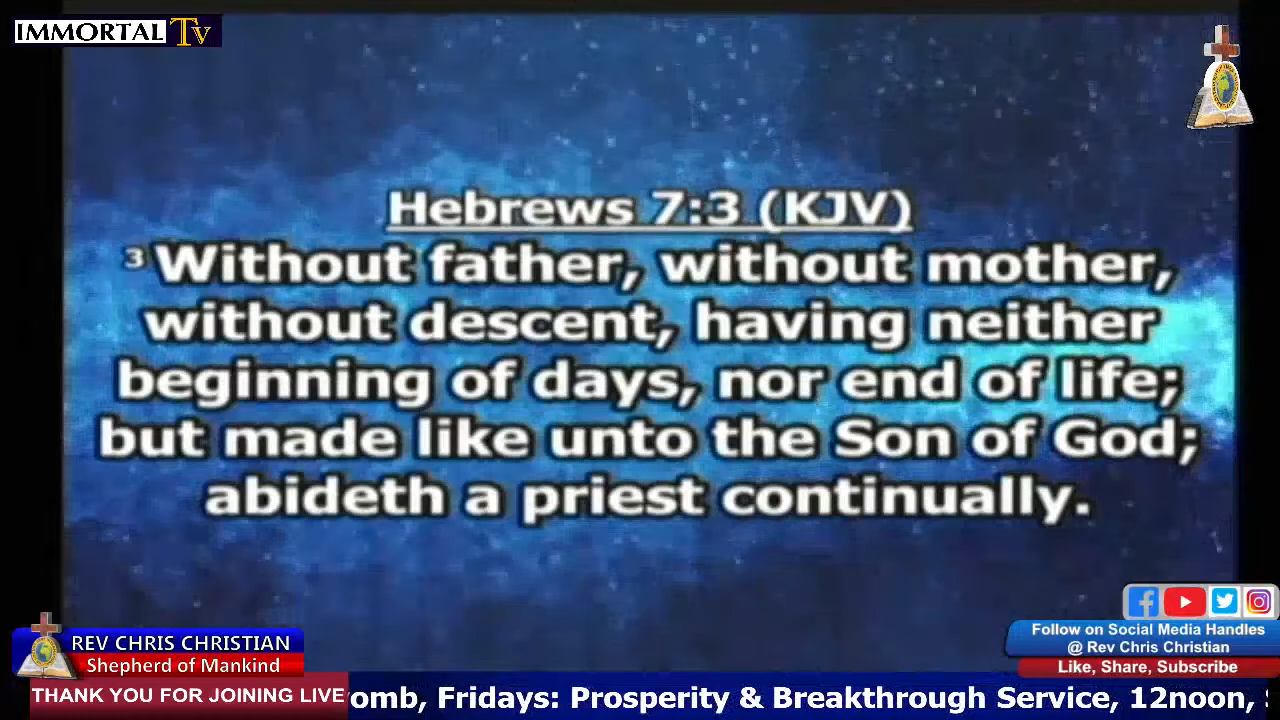 IMMORTAL Tv
Hebrews 7:3 (KJV)
3 Without father, without mother,
without descent, having neither
beginning of days, nor end of life;
but made like unto the Son of God;
abideth a priest continually.
REV CHRIS CHRISTIAN
Shepherd of Mankind
Follow on Social Media Handles
@ Rev Chris Christian
Like, Share, Subscribe
THANK YOU FOR JOINING LIVE
omb, Fridays: Prosperity & Breakthrough Service, 12noon,